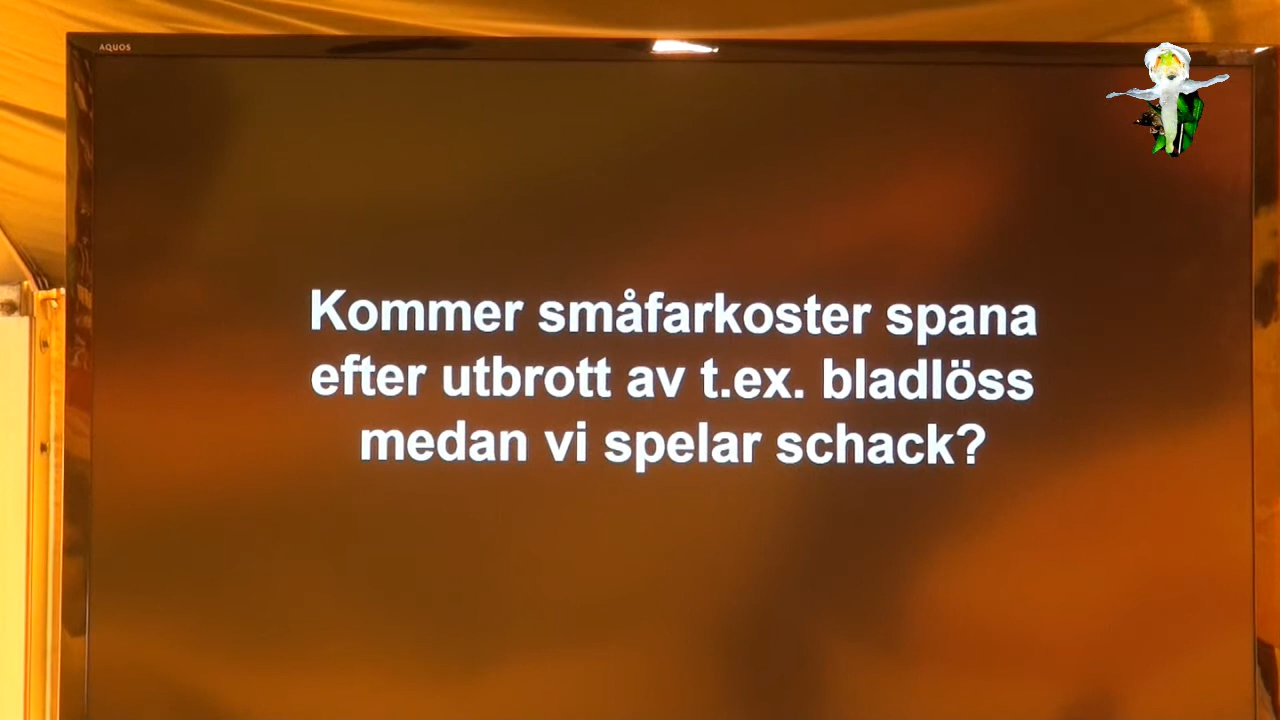 AQUOS
Kommer småfarkoster spana
efter utbrott av t.ex. bladlöss
medan vi spelar schack?